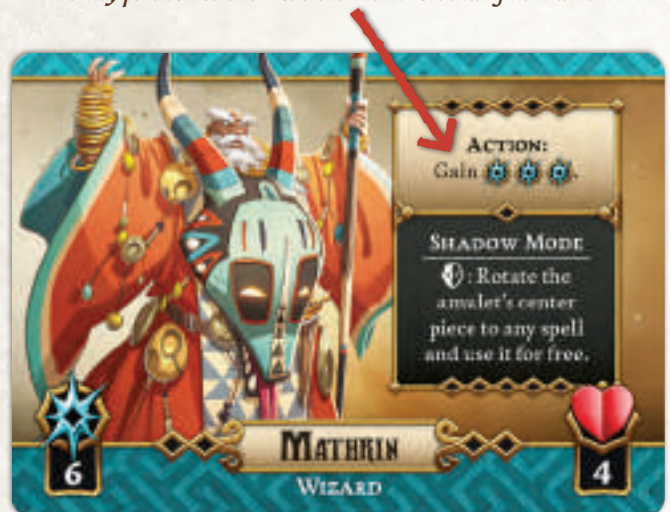 ACTION:
Gain
SHADOW MODE
: Rotate the
amulet's center
piece to any spell
and use it for free.
6
MATHRIN
4
WIZARD